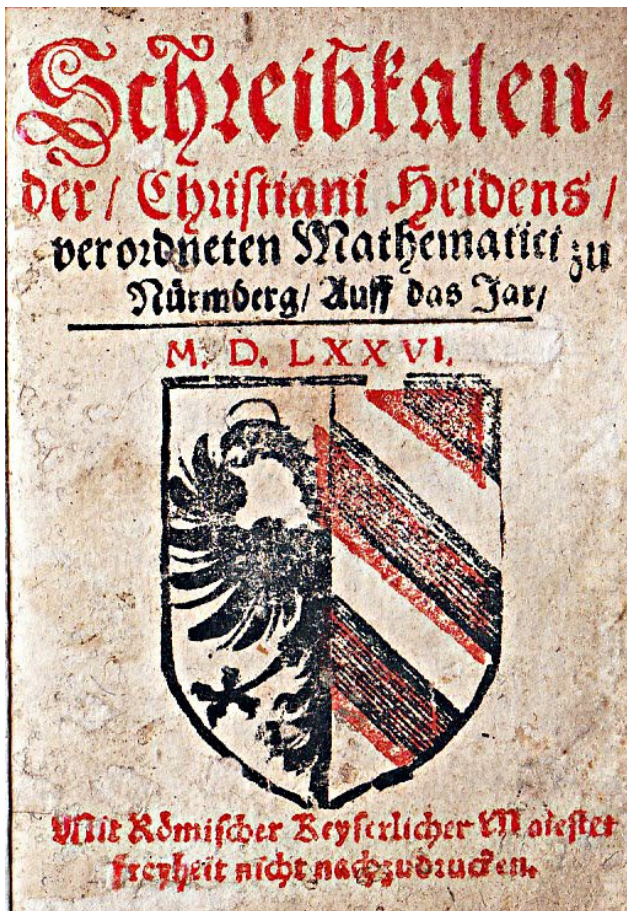 Schreibkalen-
der/ Christiani Heidens/
verordneten Mathematici zu
Nürmberg/ Auff das Jar/
M. D. LXXVI.
Mit Römischer Keyserlicher Maiestet
freyheit nicht nachzudrucken.